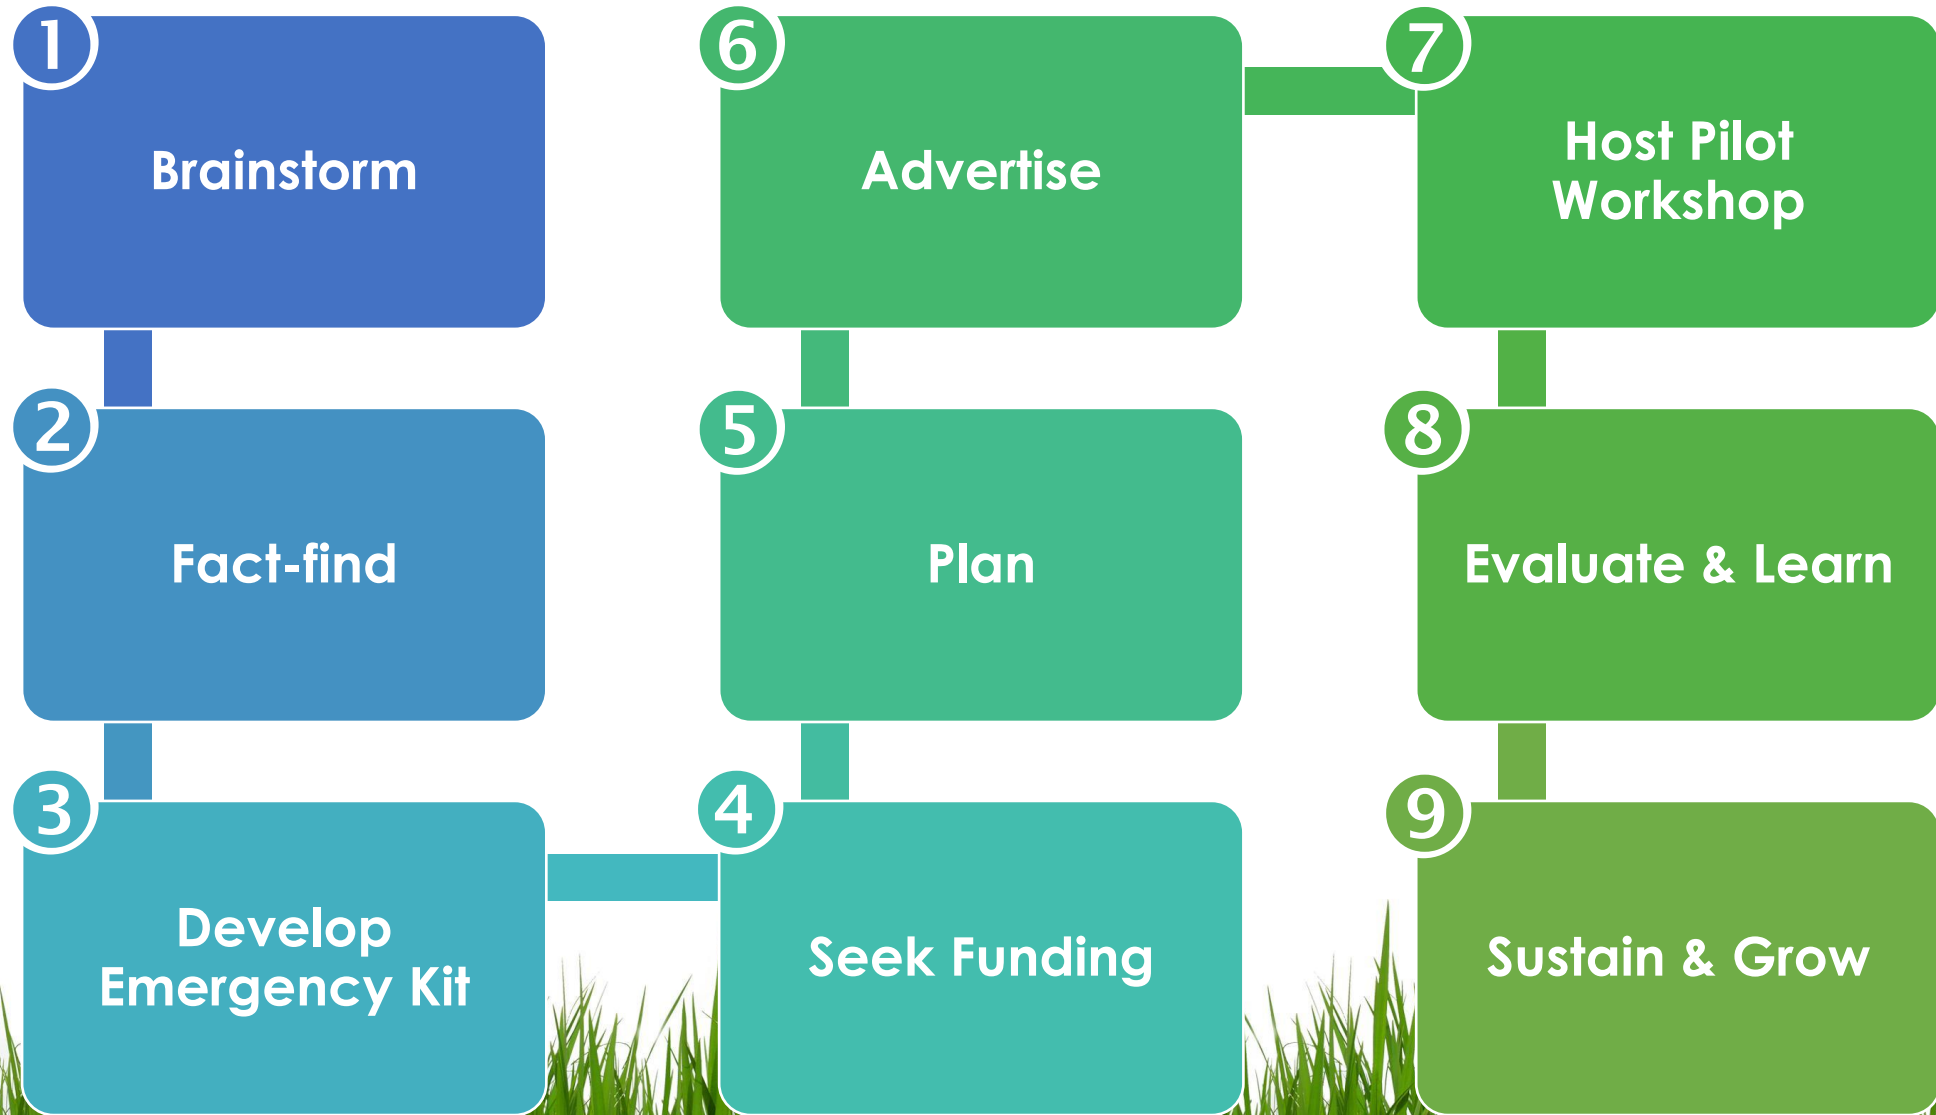 1
Brainstorm
2
Fact-find
3
Develop
Emergency Kit
4
Seek Funding
5
Plan
6
Advertise
7
Host Pilot
Workshop
8
Evaluate & Learn
9
Sustain & Grow